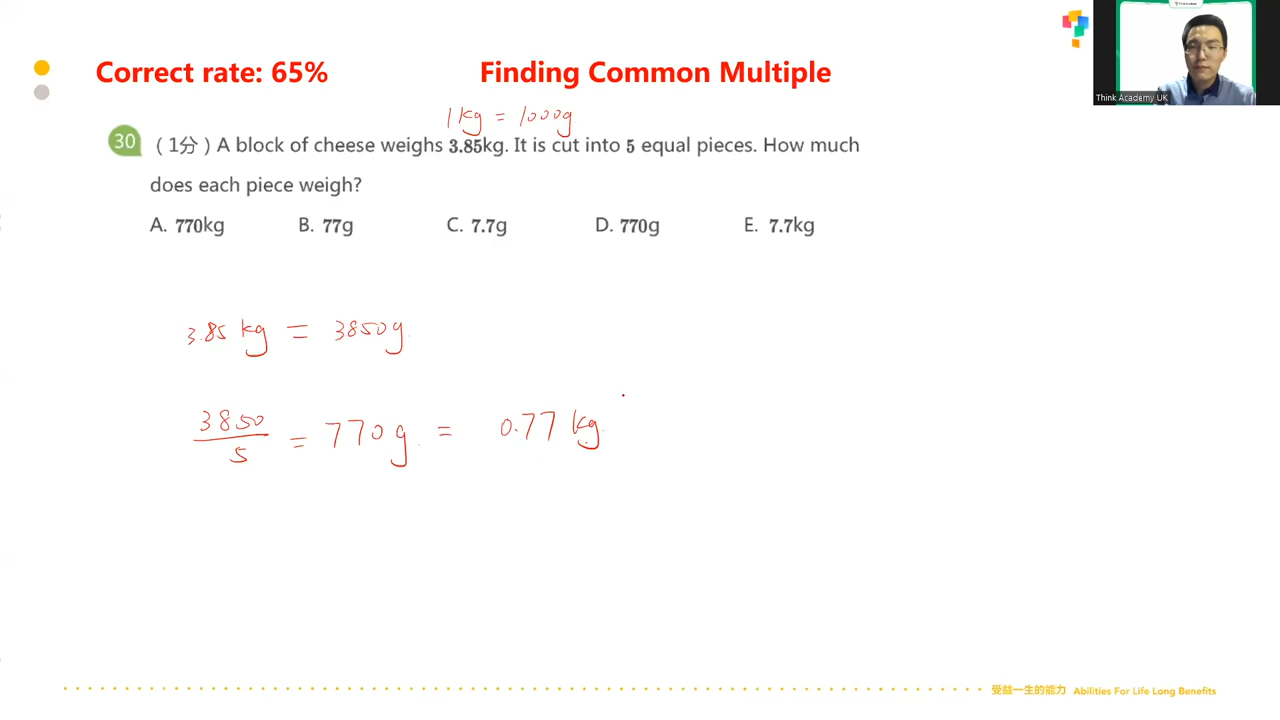 Correct rate: 65% Finding Common Multiple
1kg = 1000g
30 （1分）A block of cheese weighs 3.85kg. It is cut into 5 equal pieces. How much
does each piece weigh?
A. 770kg B. 77g C. 7.7g D. 770g E. 7.7kg
3.85 kg = 3850g.
3850/5 = 770g. = 0.77 kg.
Think Academy
Think Academy UK
受益一生的能力 Abilities For Life Long Benefits